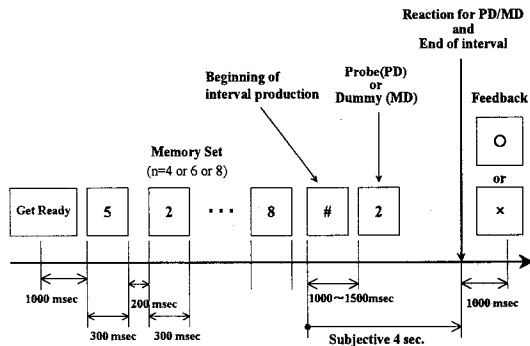 Reaction for PD/MD
and
End of interval
Beginning of
interval production
Probe(PD)
or
Dummy (MD)
Feedback
Memory Set
(n=4 or 6 or 8)
O
or
×
Get Ready
5
2
...
8
#
2
1000 msec
200 msec
1000～1500msec
1000 msec
300 msec
300 msec
Subjective 4 sec.